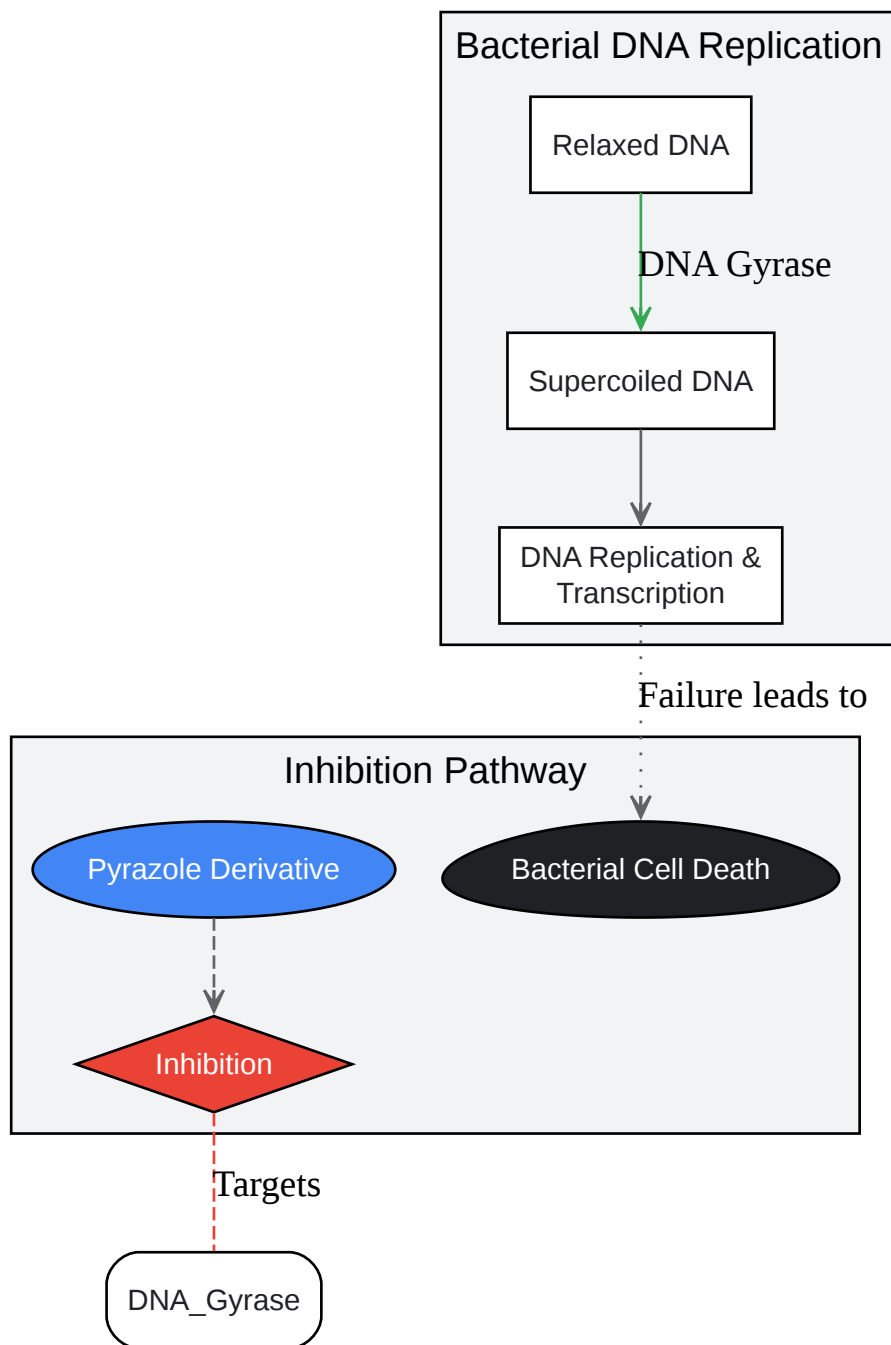 Bacterial DNA Replication
Relaxed DNA
DNA Gyrase
Supercoiled DNA
DNA Replication &
Transcription
Failure leads to
Inhibition Pathway
Pyrazole Derivative
Bacterial Cell Death
Inhibition
Targets
DNA_Gyrase